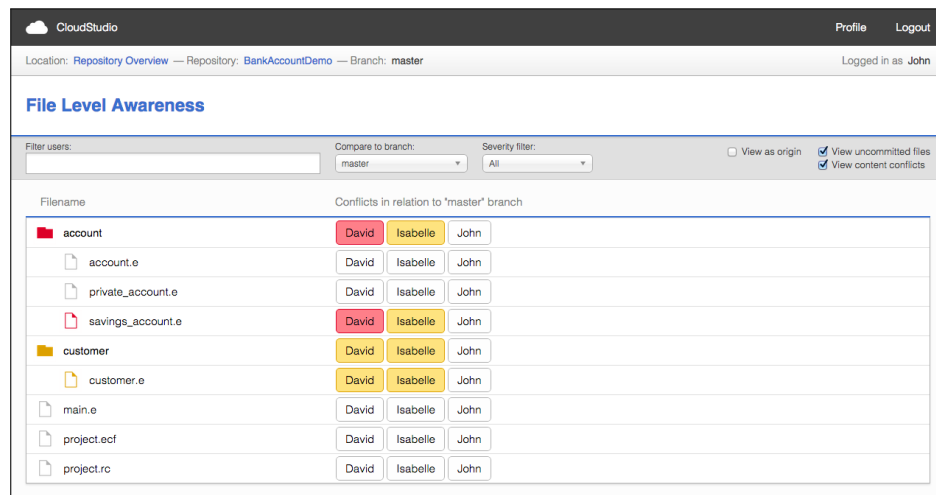 CloudStudio Profile Logout
Location: Repository Overview — Repository: BankAccountDemo — Branch: master Logged in as John
File Level Awareness
Filter users: Compare to branch: Severity filter:
master All View as origin View uncommitted files
View content conflicts
Filename Conflicts in relation to "master" branch
account David Isabelle John
account.e David Isabelle John
private_account.e David Isabelle John
savings_account.e David Isabelle John
customer David Isabelle John
customer.e David Isabelle John
main.e David Isabelle John
project.ecf David Isabelle John
project.rc David Isabelle John